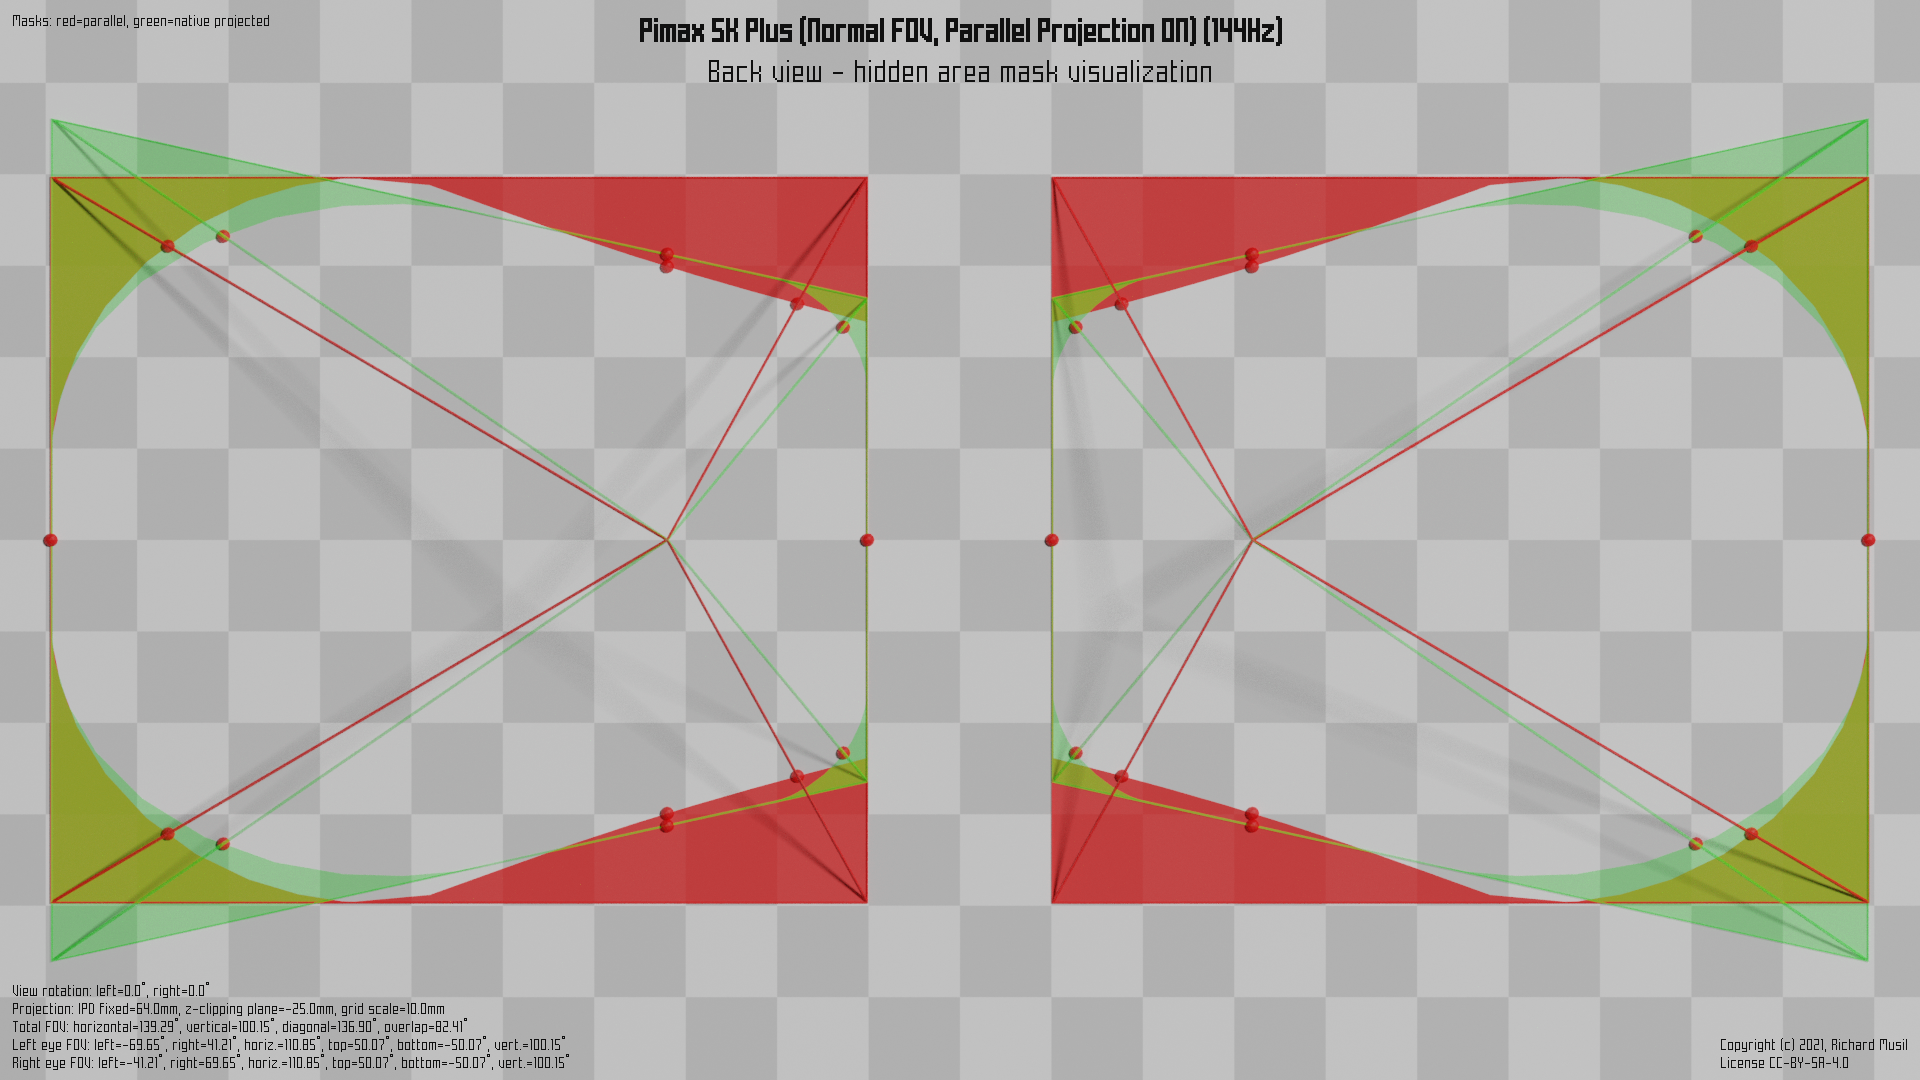 Masks: red=parallel, green=native projected
Pimax 5K Plus (Normal FOV, Parallel Projection ON) (144Hz)
Back view - hidden area mask visualization
View rotation: left=0.0°, right=0.0°
Projection: IPD fixed=64.0mm, z-clipping plane=-25.0mm, grid scale=10.0mm
Total FOV: horizontal=139.29°, vertical=100.15°, diagonal=136.90°, overlap=82.41°
Left eye FOV: left=-69.65°, right=41.21°, horiz.=110.85°, top=50.07°, bottom=-50.07°, vert.=100.15°
Right eye FOV: left=-41.21°, right=69.65°, horiz.=110.85°, top=50.07°, bottom=-50.07°, vert.=100.15°
Copyright (c) 2021, Richard Musil
License CC-BY-SA-4.0